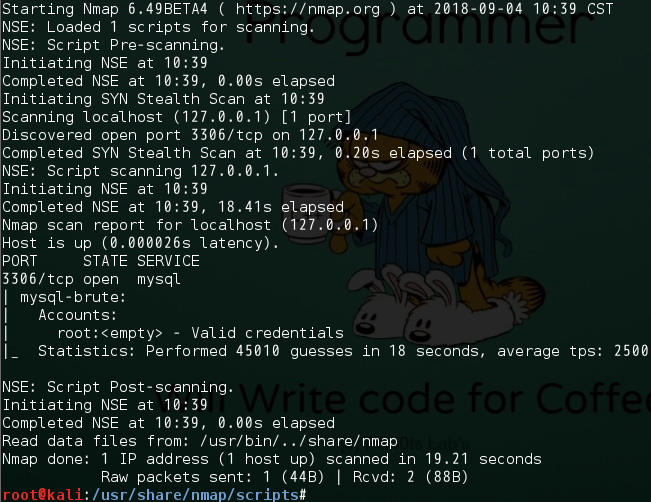 Starting Nmap 6.49BETA4 ( https://nmap.org ) at 2018-09-04 10:39 CST
NSE: Loaded 1 scripts for scanning.
Programmer
NSE: Script Pre-scanning.
Initiating NSE at 10:39
Completed NSE at 10:39, 0.00s elapsed
Initiating SYN Stealth Scan at 10:39
Scanning localhost (127.0.0.1) [1 port]
Discovered open port 3306/tcp on 127.0.0.1
Completed SYN Stealth Scan at 10:39, 0.20s elapsed (1 total ports)
NSE: Script scanning 127.0.0.1.
Initiating NSE at 10:39
Completed NSE at 10:39, 18.41s elapsed
Nmap scan report for localhost (127.0.0.1)
Host is up (0.000026s latency).
PORT     STATE SERVICE
3306/tcp open  mysql
| mysql-brute:
|   Accounts:
|     root:<empty> - Valid credentials
|_  Statistics: Performed 45010 guesses in 18 seconds, average tps: 2500
NSE: Script Post-scanning.
Will Write code for Coffee
Initiating NSE at 10:39
Completed NSE at 10:39, 0.00s elapsed
Read data files from: /usr/bin/../share/nmap
Lab's
Nmap done: 1 IP address (1 host up) scanned in 19.21 seconds
Raw packets sent: 1 (44B) | Rcvd: 2 (88B)
root@kali:/usr/share/nmap/scripts#